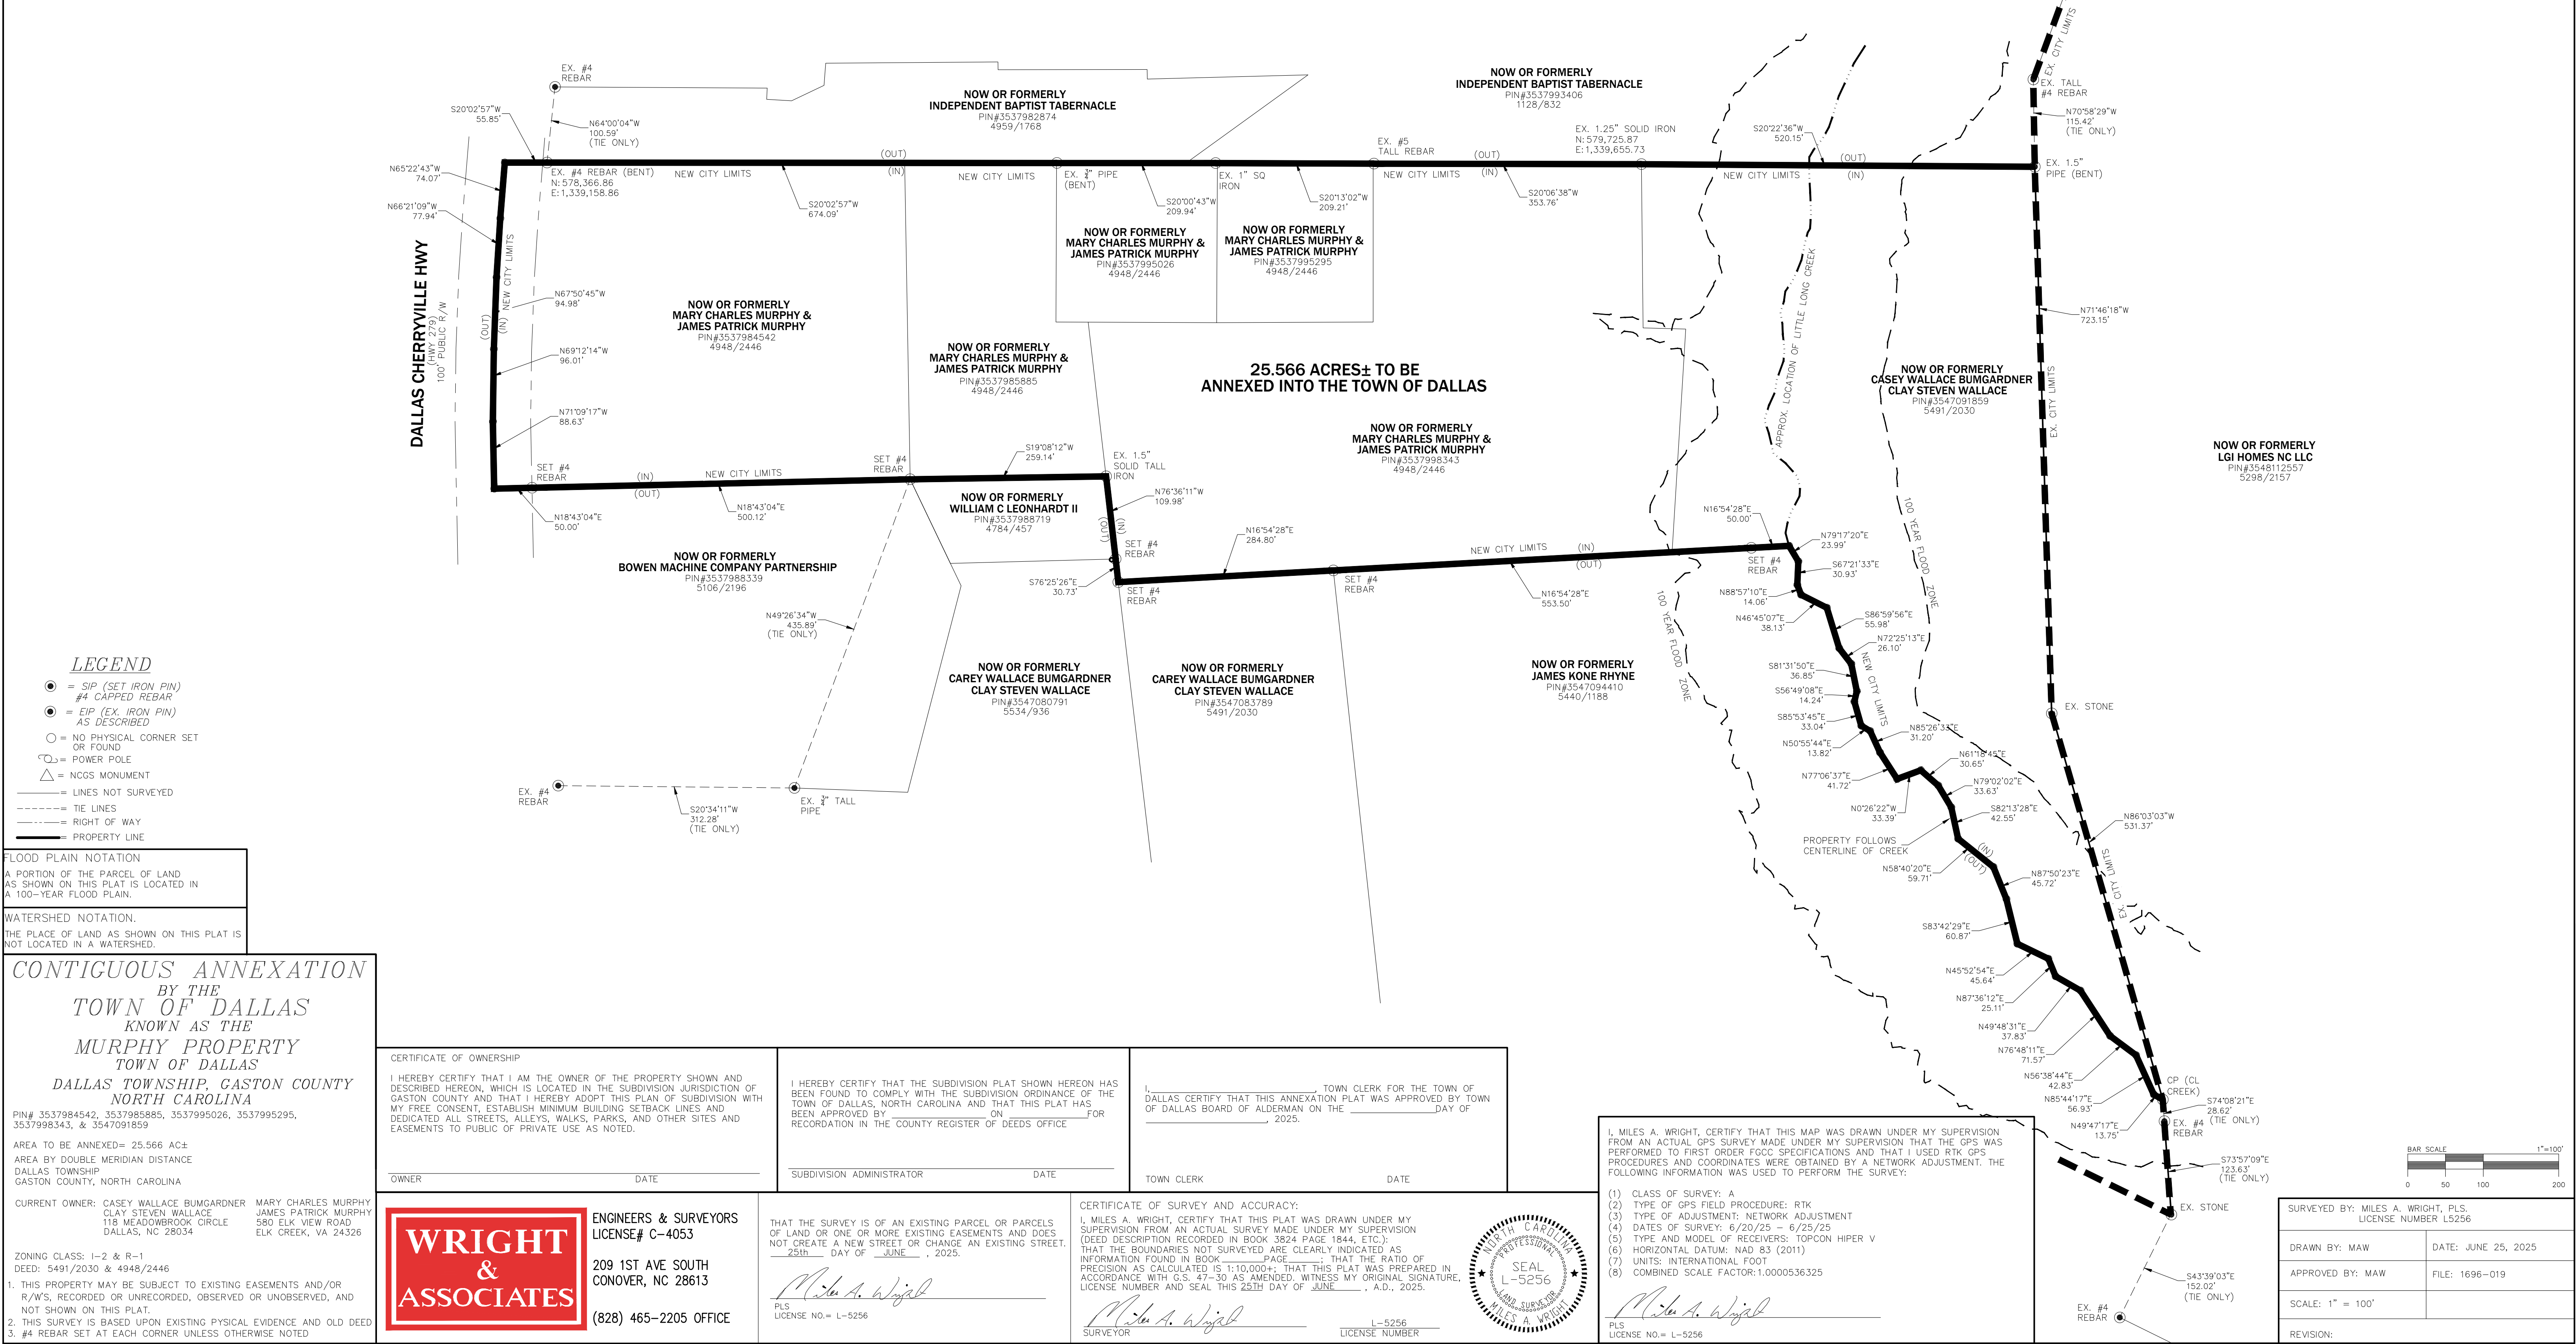 EX. CITY LIMITS
EX. #4
REBAR
NOW OR FORMERLY
INDEPENDENT BAPTIST TABERNACLE
PIN#3537982874
4959/1768
NOW OR FORMERLY
INDEPENDENT BAPTIST TABERNACLE
PIN#3537993406
1128/832
EX. TALL
#4 REBAR
S20°02'57"W
55.85'
N64°00'04"W
100.59'
(TIE ONLY)
N70°58'29"W
115.42'
(TIE ONLY)
EX. #5
TALL REBAR
EX. 1.25" SOLID IRON
N: 579,725.87
E: 1,339,655.73
S20°22'36"W
520.15'
(OUT)
(IN)
(OUT)
(IN)
(OUT)
(IN)
N65°22'43"W
74.07'
EX. #4 REBAR (BENT)
N: 578,366.86
E: 1,339,158.86
NEW CITY LIMITS
NEW CITY LIMITS
EX. 3/4" PIPE
(BENT)
EX. 1" SQ
IRON
NEW CITY LIMITS
NEW CITY LIMITS
EX. 1.5"
PIPE (BENT)
N66°21'09"W
77.94'
S20°02'57"W
674.09'
S20°00'43"W
209.94'
S20°13'02"W
209.21'
S20°06'38"W
353.76'
DALLAS CHERRYVILLE HWY
(HWY 279)
100' PUBLIC R/W
(OUT)
(IN) NEW CITY LIMITS
N67°50'45"W
94.98'
N69°12'14"W
96.01'
N71°09'17"W
88.63'
NOW OR FORMERLY
MARY CHARLES MURPHY &
JAMES PATRICK MURPHY
PIN#3537984542
4948/2446
NOW OR FORMERLY
MARY CHARLES MURPHY &
JAMES PATRICK MURPHY
PIN#3537985885
4948/2446
NOW OR FORMERLY
MARY CHARLES MURPHY &
JAMES PATRICK MURPHY
PIN#3537995026
4948/2446
NOW OR FORMERLY
MARY CHARLES MURPHY &
JAMES PATRICK MURPHY
PIN#3537995295
4948/2446
25.566 ACRES± TO BE
ANNEXED INTO THE TOWN OF DALLAS
NOW OR FORMERLY
MARY CHARLES MURPHY &
JAMES PATRICK MURPHY
PIN#3537998343
4948/2446
APPROX. LOCATION OF LITTLE LONG CREEK
NOW OR FORMERLY
CASEY WALLACE BUMGARDNER
CLAY STEVEN WALLACE
PIN#3547091859
5491/2030
N71°46'18"W
723.15'
EX. CITY LIMITS
NOW OR FORMERLY
LGI HOMES NC LLC
PIN#3548112557
5298/2157
SET #4
REBAR
(IN)
(OUT)
NEW CITY LIMITS
SET #4
REBAR
S19°08'12"W
259.14'
EX. 1.5"
SOLID TALL
IRON
N18°43'04"E
50.00'
N18°43'04"E
500.12'
NOW OR FORMERLY
WILLIAM C LEONHARDT II
PIN#3537988719
4784/457
N76°36'11"W
109.98'
(OUT)
(IN)
SET #4
REBAR
N16°54'28"E
284.80'
S76°25'26"E
30.73'
SET #4
REBAR
SET #4
REBAR
NEW CITY LIMITS
(IN)
(OUT)
N16°54'28"E
553.50'
N16°54'28"E
50.00'
SET #4
REBAR
NOW OR FORMERLY
BOWEN MACHINE COMPANY PARTNERSHIP
PIN#3537988339
5106/2196
N49°26'34"W
435.89'
(TIE ONLY)
NOW OR FORMERLY
CAREY WALLACE BUMGARDNER
CLAY STEVEN WALLACE
PIN#3547080791
5534/936
NOW OR FORMERLY
CAREY WALLACE BUMGARDNER
CLAY STEVEN WALLACE
PIN#3547083789
5491/2030
NOW OR FORMERLY
JAMES KONE RHYNE
PIN#3547094410
5440/1188
100 YEAR FLOOD ZONE
100 YEAR FLOOD ZONE
N79°17'20"E
23.99'
S67°21'33"E
30.93'
N88°57'10"E
14.06'
N46°45'07"E
38.13'
S86°59'56"E
55.98'
N72°25'13"E
26.10'
NEW CITY LIMITS
S81°31'50"E
36.85'
S56°49'08"E
14.24'
S85°53'45"E
33.04'
N50°55'44"E
13.82'
N85°26'33"E
31.20'
N77°06'37"E
41.72'
N61°18'45"E
30.65'
N0°26'22"W
33.39'
N79°02'02"E
33.63'
S82°13'28"E
42.55'
PROPERTY FOLLOWS
CENTERLINE OF CREEK
N58°40'20"E
59.71'
(IN)
(OUT)
N87°50'23"E
45.72'
S83°42'29"E
60.87'
N45°52'54"E
45.64'
N87°36'12"E
25.11'
N49°48'31"E
37.83'
N76°48'11"E
71.57'
N56°38'44"E
42.83'
N85°44'17"E
56.93'
N49°47'17"E
13.75'
EX. STONE
N86°03'03"W
531.37'
EX. CITY LIMITS
CP (CL
CREEK)
S74°08'21"E
28.62'
(TIE ONLY)
EX. #4
REBAR
S73°57'09"E
123.63'
(TIE ONLY)
EX. STONE
S43°39'03"E
152.02'
(TIE ONLY)
EX. #4
REBAR
EX. #4
REBAR
S20°34'11"W
312.28'
(TIE ONLY)
EX. 3/4" TALL
PIPE
LEGEND
= SIP (SET IRON PIN)
#4 CAPPED REBAR
= EIP (EX. IRON PIN)
AS DESCRIBED
= NO PHYSICAL CORNER SET
OR FOUND
= POWER POLE
= NCGS MONUMENT
= LINES NOT SURVEYED
= TIE LINES
= RIGHT OF WAY
= PROPERTY LINE
FLOOD PLAIN NOTATION
A PORTION OF THE PARCEL OF LAND
AS SHOWN ON THIS PLAT IS LOCATED IN
A 100-YEAR FLOOD PLAIN.
WATERSHED NOTATION.
THE PLACE OF LAND AS SHOWN ON THIS PLAT IS
NOT LOCATED IN A WATERSHED.
CONTIGUOUS ANNEXATION
BY THE
TOWN OF DALLAS
KNOWN AS THE
MURPHY PROPERTY
TOWN OF DALLAS
DALLAS TOWNSHIP, GASTON COUNTY
NORTH CAROLINA
PIN# 3537984542, 3537985885, 3537995026, 3537995295,
3537998343, & 3547091859
AREA TO BE ANNEXED= 25.566 AC±
AREA BY DOUBLE MERIDIAN DISTANCE
DALLAS TOWNSHIP
GASTON COUNTY, NORTH CAROLINA
CURRENT OWNER: CASEY WALLACE BUMGARDNER
CLAY STEVEN WALLACE
118 MEADOWBROOK CIRCLE
DALLAS, NC 28034
MARY CHARLES MURPHY
JAMES PATRICK MURPHY
580 ELK VIEW ROAD
ELK CREEK, VA 24326
ZONING CLASS: I-2 & R-1
DEED: 5491/2030 & 4948/2446
1. THIS PROPERTY MAY BE SUBJECT TO EXISTING EASEMENTS AND/OR
R/W'S, RECORDED OR UNRECORDED, OBSERVED OR UNOBSERVED, AND
NOT SHOWN ON THIS PLAT.
2. THIS SURVEY IS BASED UPON EXISTING PYSICAL EVIDENCE AND OLD DEED
3. #4 REBAR SET AT EACH CORNER UNLESS OTHERWISE NOTED
CERTIFICATE OF OWNERSHIP
I HEREBY CERTIFY THAT I AM THE OWNER OF THE PROPERTY SHOWN AND
DESCRIBED HEREON, WHICH IS LOCATED IN THE SUBDIVISION JURISDICTION OF
GASTON COUNTY AND THAT I HEREBY ADOPT THIS PLAN OF SUBDIVISION WITH
MY FREE CONSENT, ESTABLISH MINIMUM BUILDING SETBACK LINES AND
DEDICATED ALL STREETS, ALLEYS, WALKS, PARKS, AND OTHER SITES AND
EASEMENTS TO PUBLIC OF PRIVATE USE AS NOTED.
OWNER DATE
I HEREBY CERTIFY THAT THE SUBDIVISION PLAT SHOWN HEREON HAS
BEEN FOUND TO COMPLY WITH THE SUBDIVISION ORDINANCE OF THE
TOWN OF DALLAS, NORTH CAROLINA AND THAT THIS PLAT HAS
BEEN APPROVED BY ____ ON ____FOR
RECORDATION IN THE COUNTY REGISTER OF DEEDS OFFICE
SUBDIVISION ADMINISTRATOR DATE
I,____, TOWN CLERK FOR THE TOWN OF
DALLAS CERTIFY THAT THIS ANNEXATION PLAT WAS APPROVED BY TOWN
OF DALLAS BOARD OF ALDERMAN ON THE ____DAY OF
____, 2025.
TOWN CLERK DATE
WRIGHT
&
ASSOCIATES
ENGINEERS & SURVEYORS
LICENSE# C-4053
209 1ST AVE SOUTH
CONOVER, NC 28613
(828) 465-2205 OFFICE
THAT THE SURVEY IS OF AN EXISTING PARCEL OR PARCELS
OF LAND OR ONE OR MORE EXISTING EASEMENTS AND DOES
NOT CREATE A NEW STREET OR CHANGE AN EXISTING STREET.
25th DAY OF JUNE , 2025.
Miles A. Wright
PLS
LICENSE NO.= L-5256
CERTIFICATE OF SURVEY AND ACCURACY:
I, MILES A. WRIGHT, CERTIFY THAT THIS PLAT WAS DRAWN UNDER MY
SUPERVISION FROM AN ACTUAL SURVEY MADE UNDER MY SUPERVISION
(DEED DESCRIPTION RECORDED IN BOOK 3824 PAGE 1844, ETC.):
THAT THE BOUNDARIES NOT SURVEYED ARE CLEARLY INDICATED AS
INFORMATION FOUND IN BOOK ____PAGE____; THAT THE RATIO OF
PRECISION AS CALCULATED IS 1:10,000+; THAT THIS PLAT WAS PREPARED IN
ACCORDANCE WITH G.S. 47-30 AS AMENDED. WITNESS MY ORIGINAL SIGNATURE,
LICENSE NUMBER AND SEAL THIS 25TH DAY OF JUNE , A.D., 2025.
Miles A. Wright
SURVEYOR
L-5256
LICENSE NUMBER
NORTH CAROLINA
PROFESSIONAL
SEAL
L-5256
LAND SURVEYOR
MILES A. WRIGHT
I, MILES A. WRIGHT, CERTIFY THAT THIS MAP WAS DRAWN UNDER MY SUPERVISION
FROM AN ACTUAL GPS SURVEY MADE UNDER MY SUPERVISION THAT THE GPS WAS
PERFORMED TO FIRST ORDER FGCC SPECIFICATIONS AND THAT I USED RTK GPS
PROCEDURES AND COORDINATES WERE OBTAINED BY A NETWORK ADJUSTMENT. THE
FOLLOWING INFORMATION WAS USED TO PERFORM THE SURVEY:
(1) CLASS OF SURVEY: A
(2) TYPE OF GPS FIELD PROCEDURE: RTK
(3) TYPE OF ADJUSTMENT: NETWORK ADJUSTMENT
(4) DATES OF SURVEY: 6/20/25 - 6/25/25
(5) TYPE AND MODEL OF RECEIVERS: TOPCON HIPER V
(6) HORIZONTAL DATUM: NAD 83 (2011)
(7) UNITS: INTERNATIONAL FOOT
(8) COMBINED SCALE FACTOR:1.0000536325
Miles A. Wright
PLS
LICENSE NO.= L-5256
BAR SCALE 1"=100'
0 50 100 200
SURVEYED BY: MILES A. WRIGHT, PLS.
LICENSE NUMBER L5256
DRAWN BY: MAW
DATE: JUNE 25, 2025
APPROVED BY: MAW
FILE: 1696-019
SCALE: 1" = 100'
REVISION: